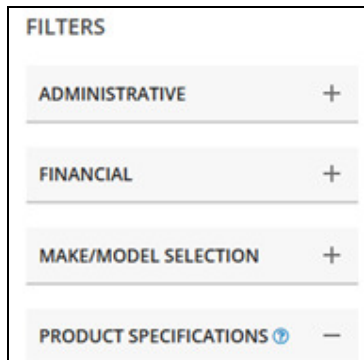 FILTERS
ADMINISTRATIVE +
FINANCIAL +
MAKE/MODEL SELECTION +
PRODUCT SPECIFICATIONS ? −